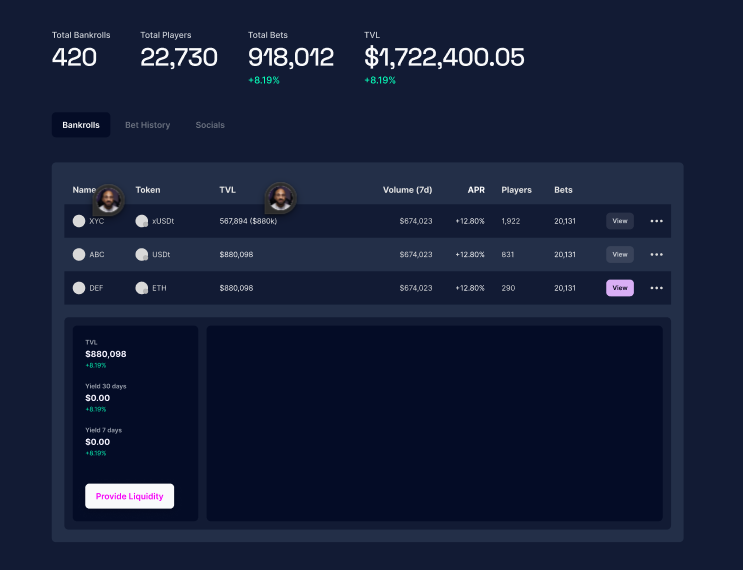 Total Bankrolls Total Players Total Bets TVL
420 22,730 918,012 $1,722,400.05
+8.19% +8.19%
Bankrolls Bet History Socials
Name Token TVL Volume (7d) APR Players Bets
XYC xUSDt 567,894 ($880k) $674,023 +12.80% 1,922 20,131 View
ABC USDt $880,098 $674,023 +12.80% 831 20,131 View
DEF ETH $880,098 $674,023 +12.80% 290 20,131 View
TVL
$880,098
+8.19%
Yield 30 days
$0.00
+8.19%
Yield 7 days
$0.00
+8.19%
Provide Liquidity